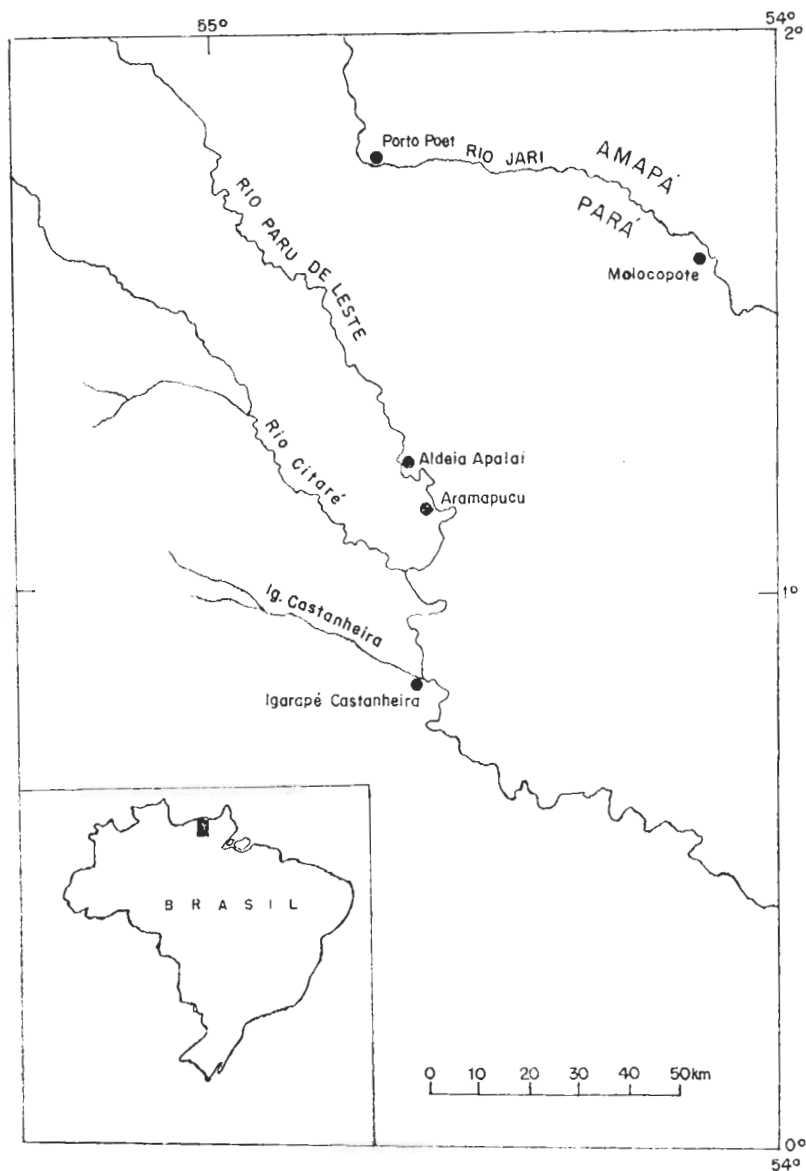 55°
54°
2°
Porto Poet
RIO JARI
AMAPÁ
PARÁ
Molocopote
RIO PARU DE LESTE
Rio Citaré
Aldeia Apalaí
Aramapucu
1°
Ig. Castanheira
Igarapé Castanheira
BRASIL
0 10 20 30 40 50km
0°
54°